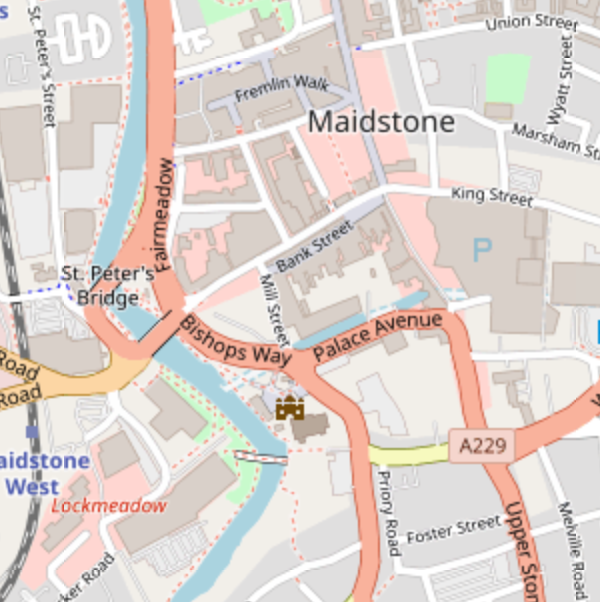 St. Peter's Street
Union Street
Wyatt Street
Fremlin Walk
Maidstone
Marsham St
King Street
Fairmeadow
P
Bank Street
St. Peter's
Bridge
Mill Street
Bishops Way
Palace Avenue
Road
Road
A229
aidstone
West
Lockmeadow
Priory Road
Foster Street
Upper Ston
Melville Road
ker Road